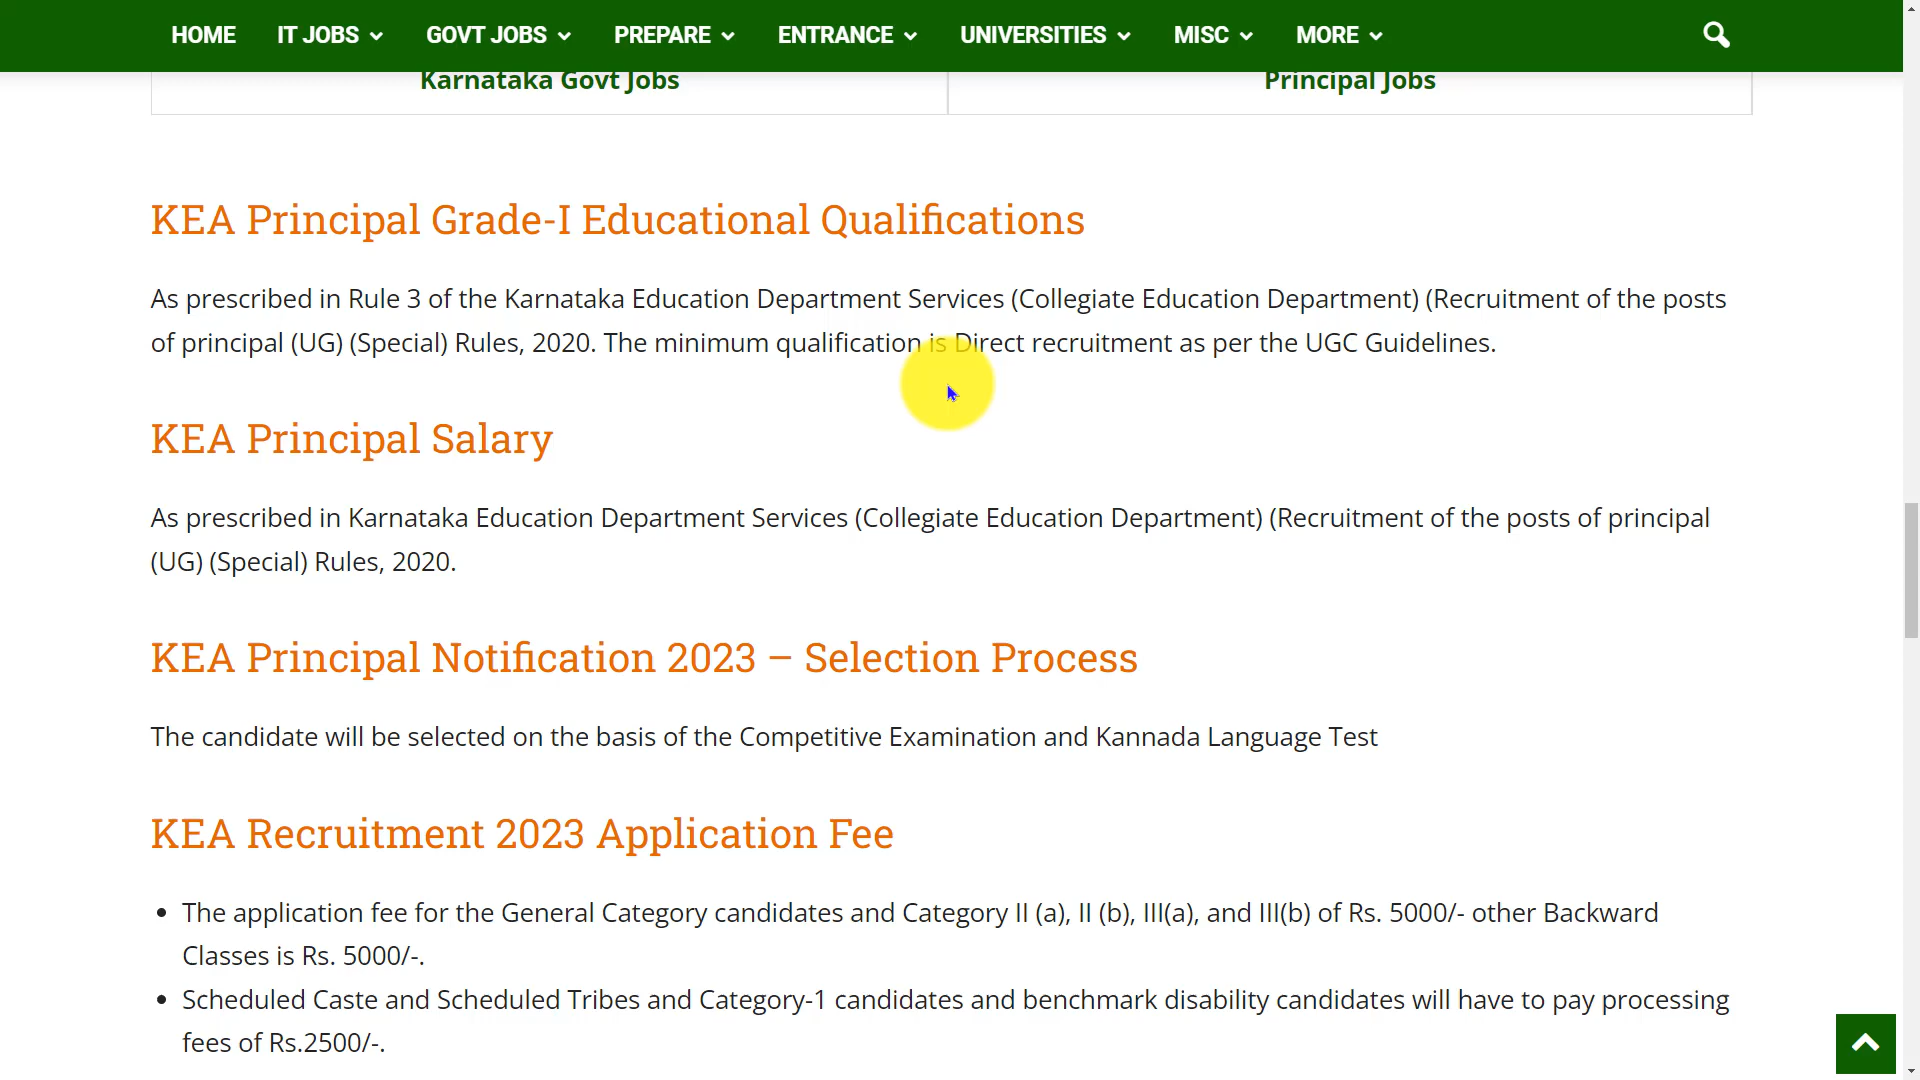 HOME IT JOBS GOVT JOBS PREPARE ENTRANCE UNIVERSITIES MISC MORE
Karnataka Govt Jobs Principal Jobs
KEA Principal Grade-I Educational Qualifications
As prescribed in Rule 3 of the Karnataka Education Department Services (Collegiate Education Department) (Recruitment of the posts
of principal (UG) (Special) Rules, 2020. The minimum qualification is Direct recruitment as per the UGC Guidelines.
KEA Principal Salary
As prescribed in Karnataka Education Department Services (Collegiate Education Department) (Recruitment of the posts of principal
(UG) (Special) Rules, 2020.
KEA Principal Notification 2023 – Selection Process
The candidate will be selected on the basis of the Competitive Examination and Kannada Language Test
KEA Recruitment 2023 Application Fee
• The application fee for the General Category candidates and Category II (a), II (b), III(a), and III(b) of Rs. 5000/- other Backward
Classes is Rs. 5000/-.
• Scheduled Caste and Scheduled Tribes and Category-1 candidates and benchmark disability candidates will have to pay processing
fees of Rs.2500/-.